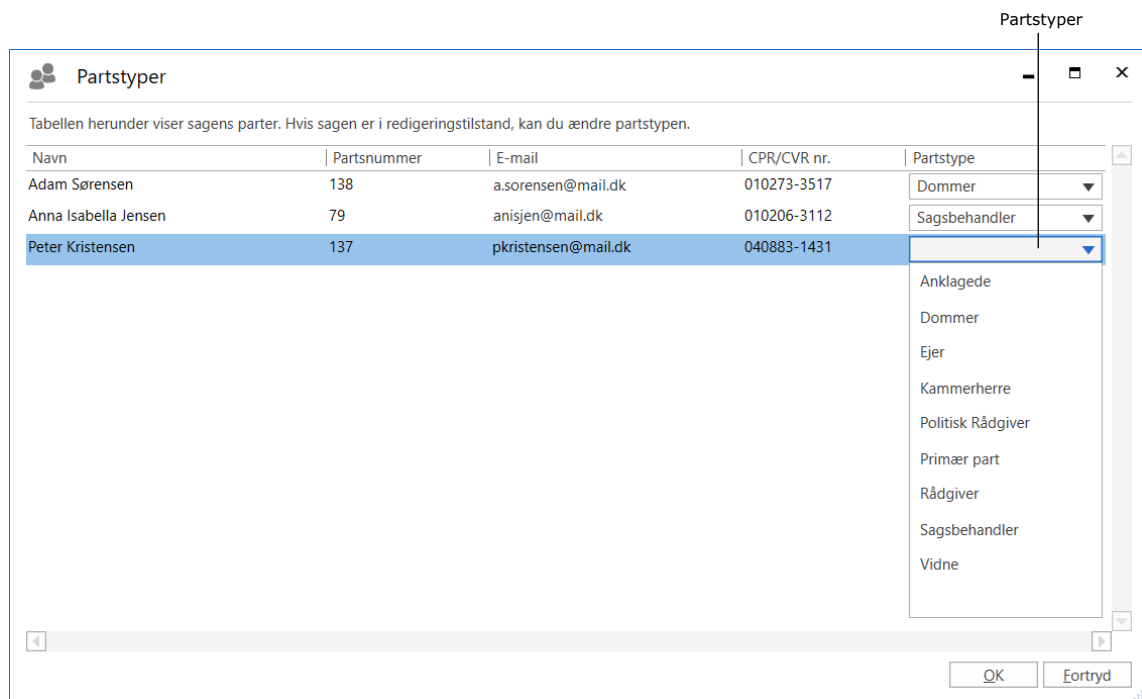 Partstyper
Partstyper
Tabellen herunder viser sagens parter. Hvis sagen er i redigeringstilstand, kan du ændre partstypen.
Navn Partsnummer E-mail CPR/CVR nr. Partstype
Adam Sørensen 138 a.sorensen@mail.dk 010273-3517 Dommer
Anna Isabella Jensen 79 anisjen@mail.dk 010206-3112 Sagsbehandler
Peter Kristensen 137 pkristensen@mail.dk 040883-1431
Anklagede
Dommer
Ejer
Kammerherre
Politisk Rådgiver
Primær part
Rådgiver
Sagsbehandler
Vidne
OK Fortryd